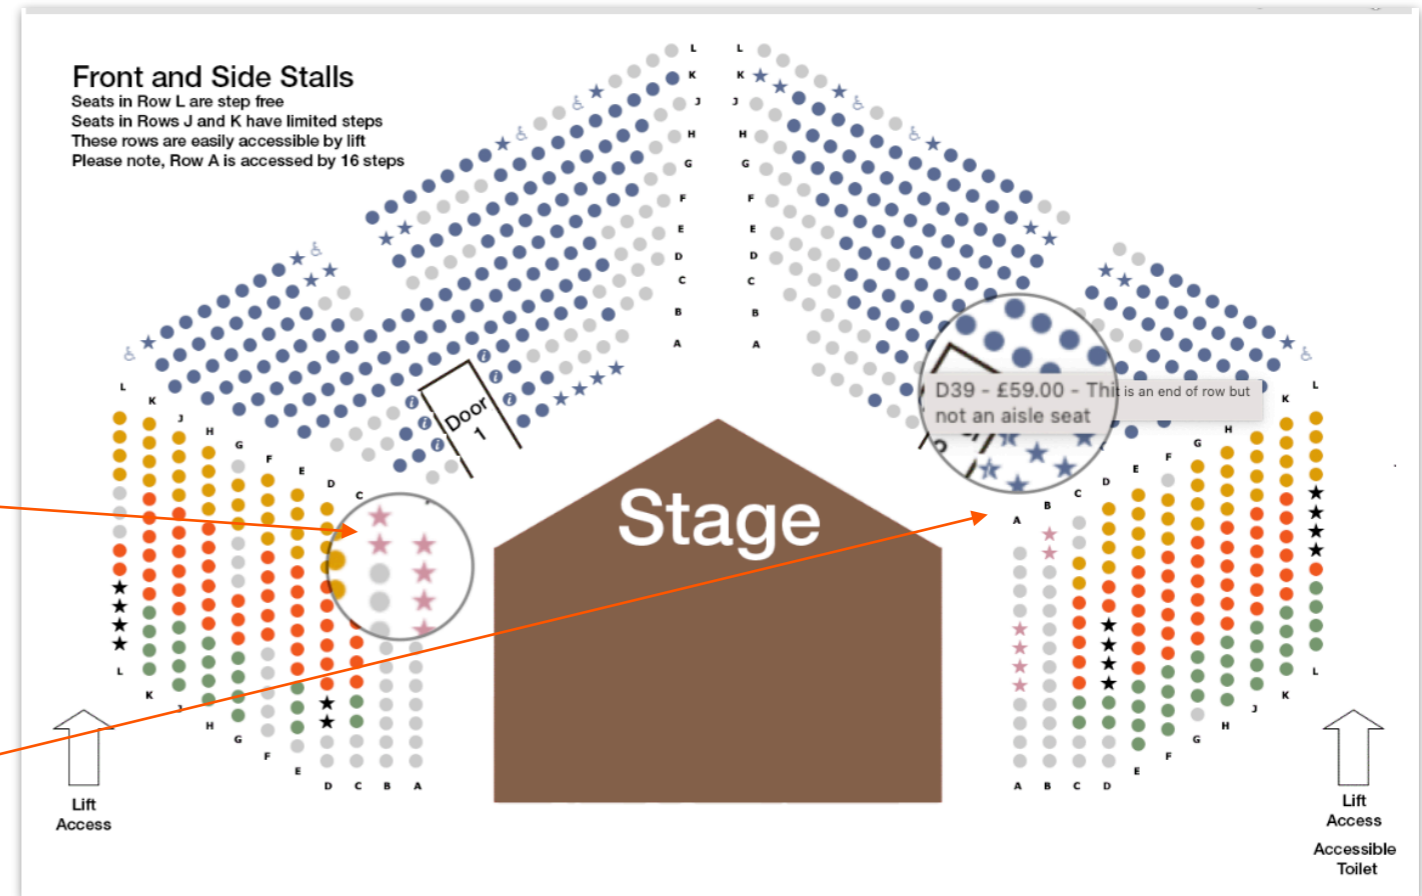 Front and Side Stalls
Seats in Row L are step free
Seats in Rows J and K have limited steps
These rows are easily accessible by lift
Please note, Row A is accessed by 16 steps
L
K
J
H
G
F
E
D
C
B
A
L
K
J
H
G
F
E
D
C
B
A
L
K
J
H
G
F
E
D
C
Door
1
D39 - £59.00 - This is an end of row but
not an aisle seat
Stage
L
K
H
G
F
E
D
C
B
A
L
K
J
H
G
F
E
D
C
B
A
A
B
C
D
E
F
G
H
J
K
L
Lift
Access
Lift
Access
Accessible
Toilet